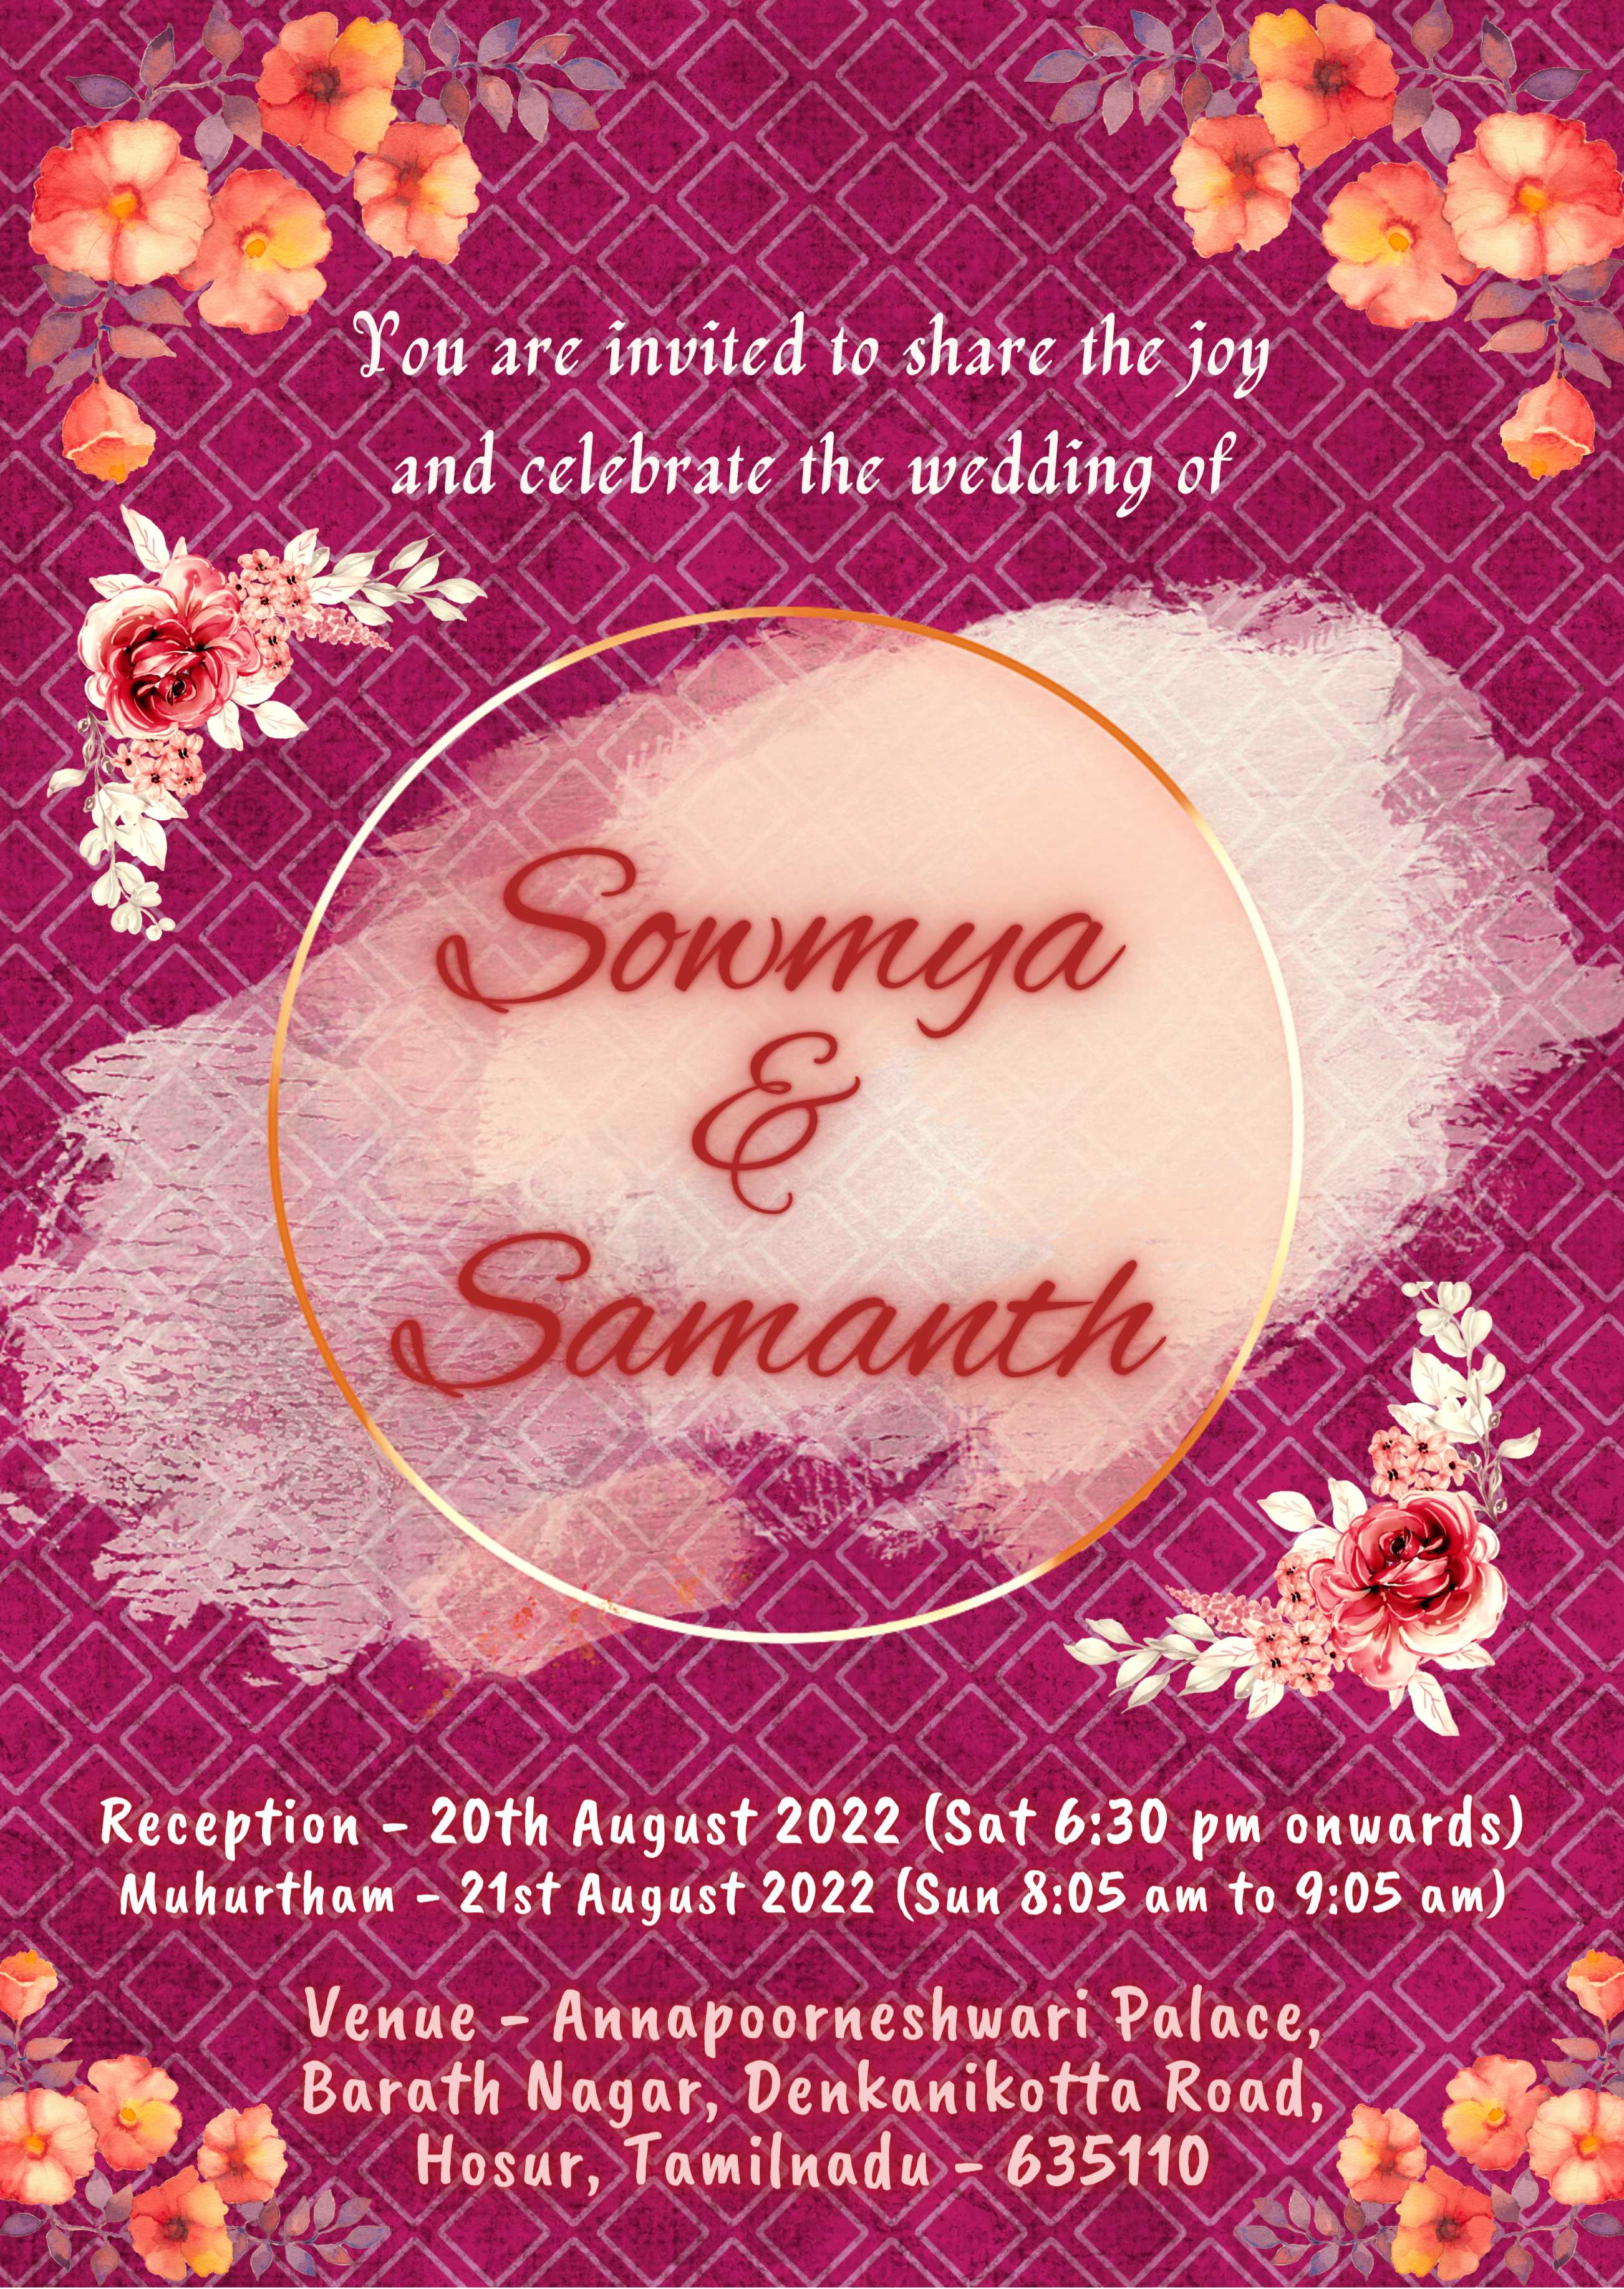 You are invited to share the joy
and celebrate the wedding of
Sowmya
&
Samanth
Reception - 20th August 2022 (Sat 6:30 pm onwards)
Muhurtham - 21st August 2022 (Sun 8:05 am to 9:05 am)
Venue - Annapoorneshwari Palace,
Barath Nagar, Denkanikotta Road,
Hosur, Tamilnadu - 635110